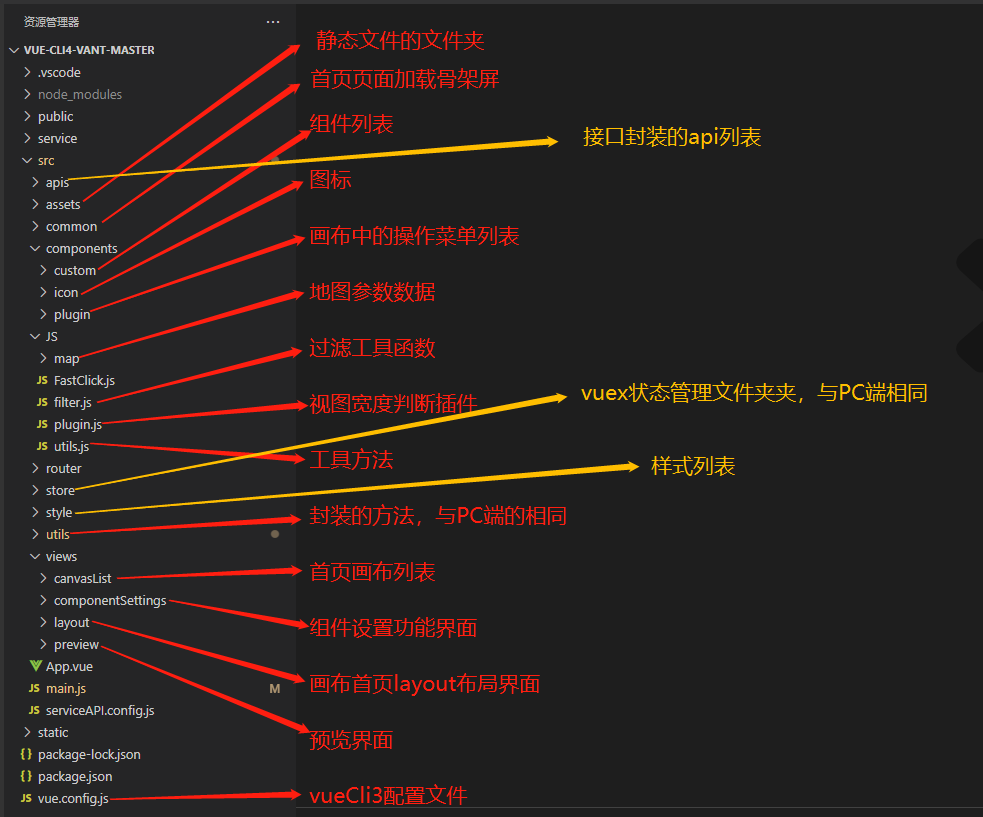 资源管理器
VUE-CLI4-VANT-MASTER
.vscode
node_modules
public
service
src
apis
assets
common
components
custom
icon
plugin
JS
map
JS FastClick.js
JS filter.js
JS plugin.js
JS utils.js
router
store
style
utils
views
canvasList
componentSettings
layout
preview
App.vue
JS main.js M
JS serviceAPI.config.js
static
{} package-lock.json
{} package.json
JS vue.config.js
静态文件的文件夹
首页页面加载骨架屏
组件列表
接口封装的api列表
图标
画布中的操作菜单列表
地图参数数据
过滤工具函数
vuex状态管理文件夹夹，与PC端相同
视图宽度判断插件
工具方法
样式列表
封装的方法，与PC端的相同
首页画布列表
组件设置功能界面
画布首页layout布局界面
预览界面
vueCli3配置文件